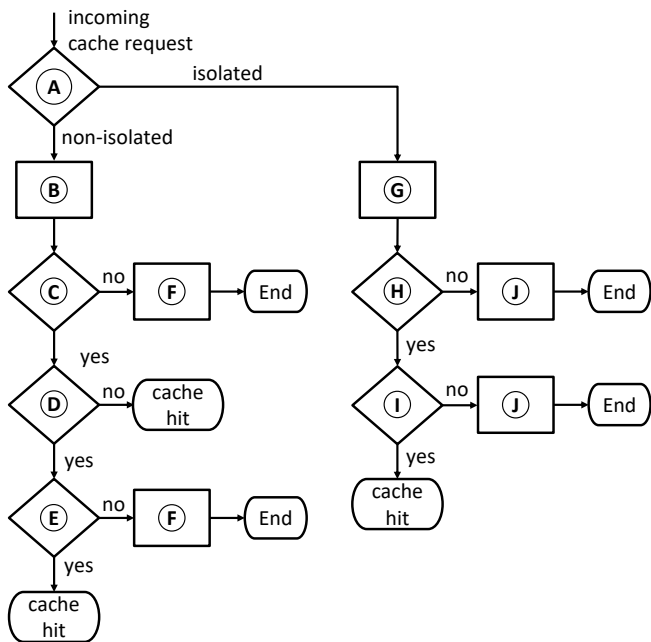 incoming
cache request
A
isolated
non-isolated
B
G
C
no
F
End
H
no
J
End
yes
yes
D
no
cache
hit
I
no
J
End
yes
yes
cache
hit
E
no
F
End
yes
cache
hit